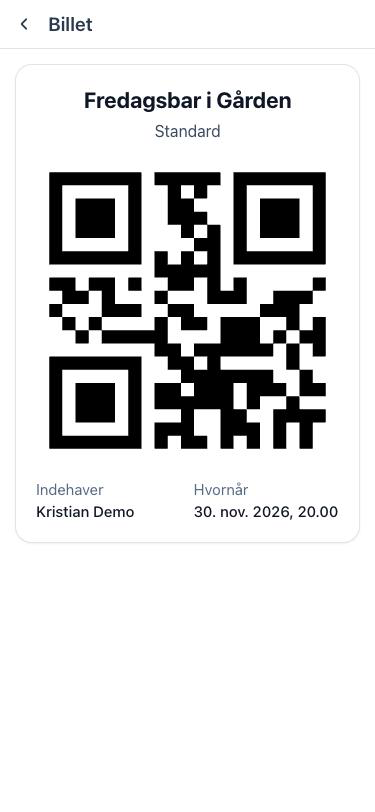 Billet
Fredagsbar i Gården
Standard
Indehaver
Kristian Demo
Hvornår
30. nov. 2026, 20.00